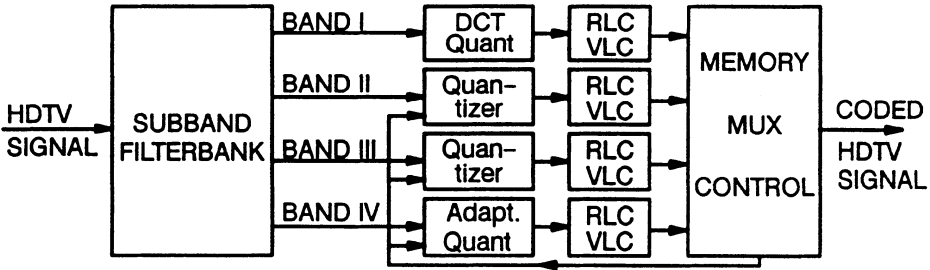 HDTV
SIGNAL
SUBBAND
FILTERBANK
BAND I
BAND II
BAND III
BAND IV
DCT
Quant
Quan-
tizer
Quan-
tizer
Adapt.
Quant
RLC
VLC
RLC
VLC
RLC
VLC
RLC
VLC
MEMORY
MUX
CONTROL
CODED
HDTV
SIGNAL